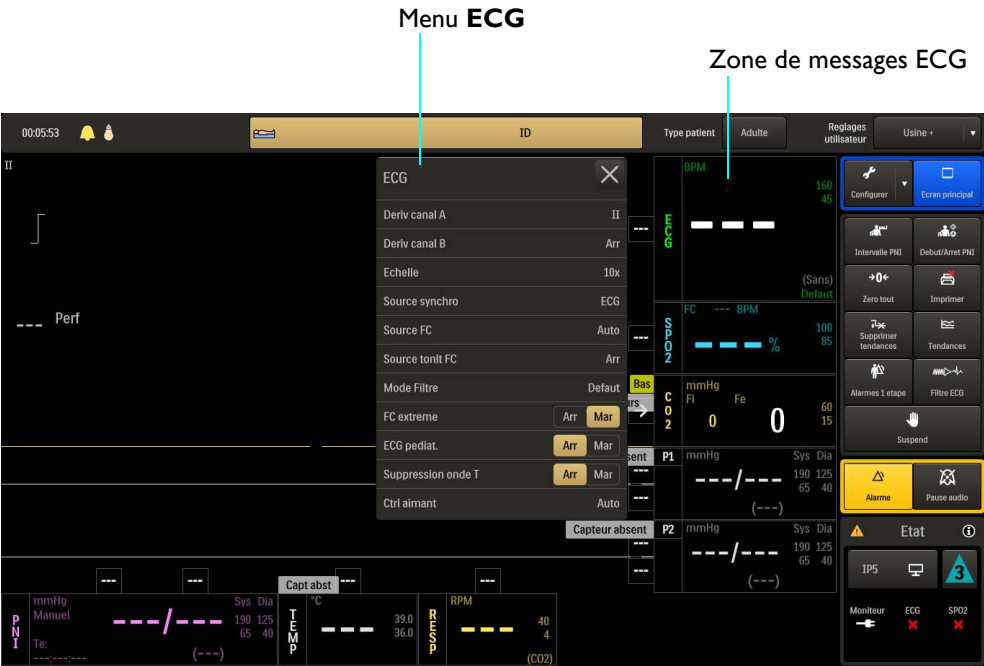 Menu ECG
Zone de messages ECG
00:05:53
ID
Type patient
Adulte
Reglages
utilisateur
Usine +
II
ECG
Deriv canal A II
Deriv canal B Arr
Echelle 10x
Source synchro ECG
Source FC Auto
Source tonlt FC Arr
Mode Filtre Defaut
FC extreme Arr Mar
ECG pediat. Arr Mar
Suppression onde T Arr Mar
Ctrl aimant Auto
--- Perf
---
---
Bas
urs
sent
---
---
Capteur absent
---
---
ECG
BPM
160
45
---
(Sans)
Defaut
SPO2
FC --- BPM
100
85
--- %
CO2
mmHg
Fi Fe
0 0
60
15
P1 mmHg Sys Dia
190 125
65 40
---/---
(---)
P2 mmHg Sys Dia
190 125
65 40
---/---
(---)
Configurer
Ecran principal
Intervalle PNI
Debut/Arret PNI
→0←
Zero tout
Imprimer
Supprimer
tendances
Tendances
Alarmes 1 etape
Filtre ECG
Suspend
Alarme
Pause audio
Etat
IP5
3
Moniteur ECG SPO2
---
---
Capt abst
---
---
PNI
mmHg
Manuel
Te:
--:--:--
---/---
(---)
Sys Dia
190 125
65 40
TEMP
°C
---
39.0
36.0
RESP
RPM
---
40
4
(CO2)